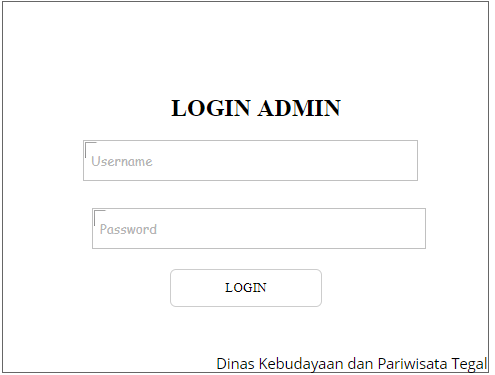 LOGIN ADMIN
Username
Password
LOGIN
Dinas Kebudayaan dan Pariwisata Tegal